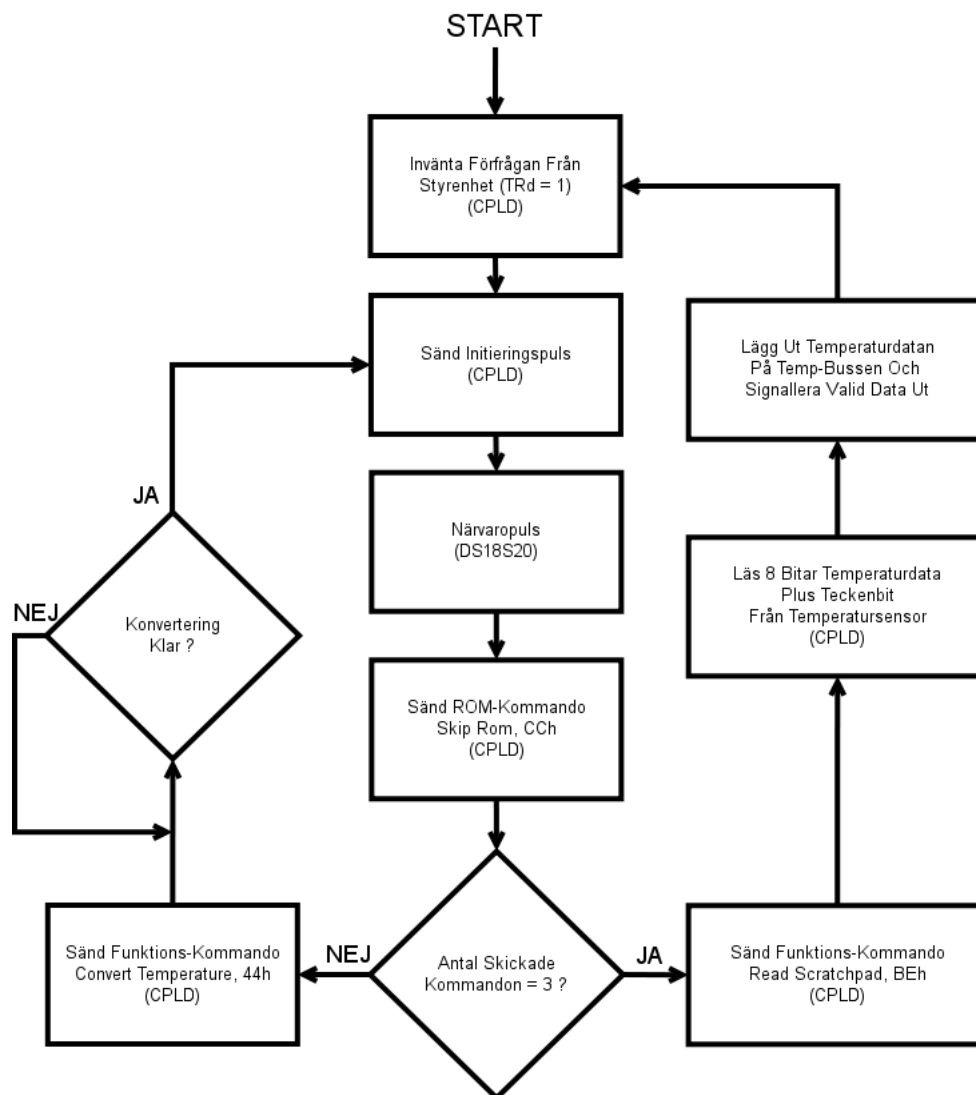 START
Invänta Förfrågan Från
Styrenhet (TRd = 1)
(CPLD)
Sänd Initieringspuls
(CPLD)
Lägg Ut Temperaturdatan
På Temp-Bussen Och
Signallera Valid Data Ut
JA
Närvaropuls
(DS18S20)
NEJ
Konvertering
Klar ?
Läs 8 Bitar Temperaturdata
Plus Teckenbit
Från Temperatursensor
(CPLD)
Sänd ROM-Kommando
Skip Rom, CCh
(CPLD)
Sänd Funktions-Kommando
Convert Temperature, 44h
(CPLD)
NEJ
Antal Skickade
Kommandon = 3 ?
JA
Sänd Funktions-Kommando
Read Scratchpad, BEh
(CPLD)